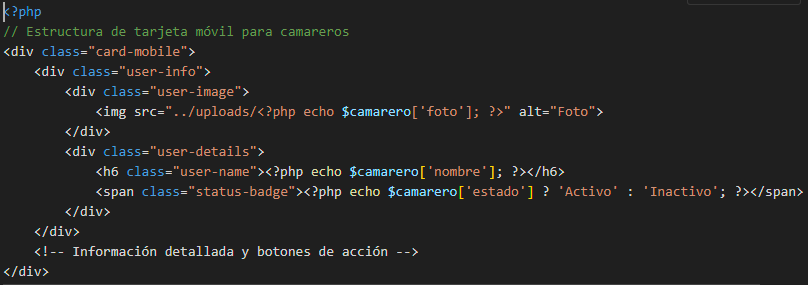 <?php
// Estructura de tarjeta móvil para camareros
<div class="card-mobile">
    <div class="user-info">
        <div class="user-image">
            <img src="../uploads/<?php echo $camarero['foto']; ?>" alt="Foto">
        </div>
        <div class="user-details">
            <h6 class="user-name"><?php echo $camarero['nombre']; ?></h6>
            <span class="status-badge"><?php echo $camarero['estado'] ? 'Activo' : 'Inactivo'; ?></span>
        </div>
    </div>
    <!-- Información detallada y botones de acción -->
</div>